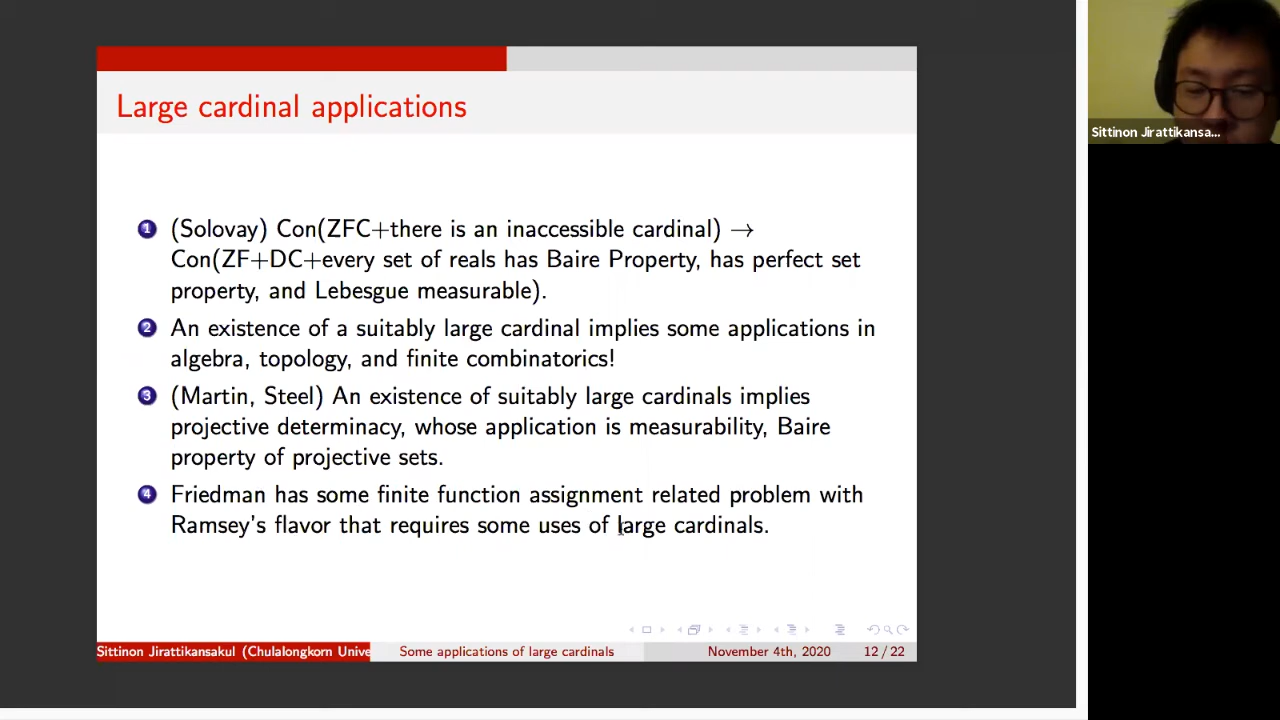 Large cardinal applications
1 (Solovay) Con(ZFC+there is an inaccessible cardinal) →
Con(ZF+DC+every set of reals has Baire Property, has perfect set
property, and Lebesgue measurable).
2 An existence of a suitably large cardinal implies some applications in
algebra, topology, and finite combinatorics!
3 (Martin, Steel) An existence of suitably large cardinals implies
projective determinacy, whose application is measurability, Baire
property of projective sets.
4 Friedman has some finite function assignment related problem with
Ramsey's flavor that requires some uses of large cardinals.
Sittinon Jirattikansakul (Chulalongkorn Unive
Some applications of large cardinals
November 4th, 2020
12 / 22
Sittinon Jirattikansa...